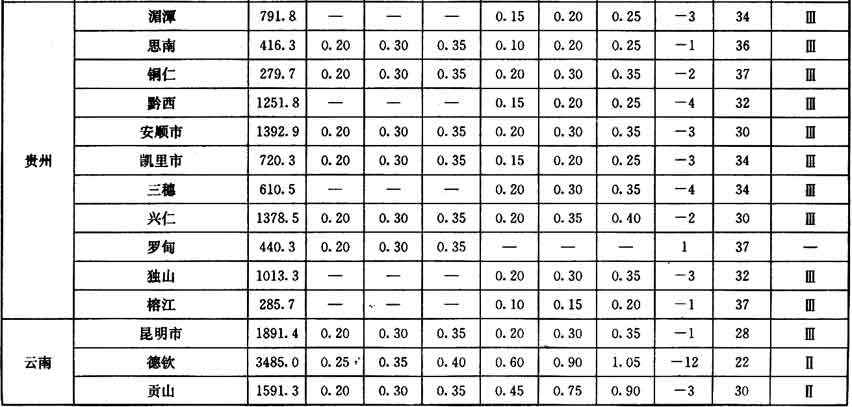 贵州 湄潭 791.8 — — — 0.15 0.20 0.25 −3 34 Ⅲ
思南 416.3 0.20 0.30 0.35 0.10 0.20 0.25 −1 36 Ⅲ
铜仁 279.7 0.20 0.30 0.35 0.20 0.30 0.35 −2 37 Ⅲ
黔西 1251.8 — — — 0.15 0.20 0.25 −4 32 Ⅲ
安顺市 1392.9 0.20 0.30 0.35 0.20 0.30 0.35 −3 30 Ⅲ
凯里市 720.3 0.20 0.30 0.35 0.15 0.20 0.25 −3 34 Ⅲ
三穗 610.5 — — — 0.20 0.30 0.35 −4 34 Ⅲ
兴仁 1378.5 0.20 0.30 0.35 0.20 0.35 0.40 −2 30 Ⅲ
罗甸 440.3 0.20 0.30 0.35 — — — 1 37 —
独山 1013.3 — — — 0.20 0.30 0.35 −3 32 Ⅲ
榕江 285.7 — — — 0.10 0.15 0.20 −1 37 Ⅲ
云南 昆明市 1891.4 0.20 0.30 0.35 0.20 0.30 0.35 −1 28 Ⅲ
德钦 3485.0 0.25 0.35 0.40 0.60 0.90 1.05 −12 22 Ⅱ
贡山 1591.3 0.20 0.30 0.35 0.45 0.75 0.90 −3 30 Ⅱ